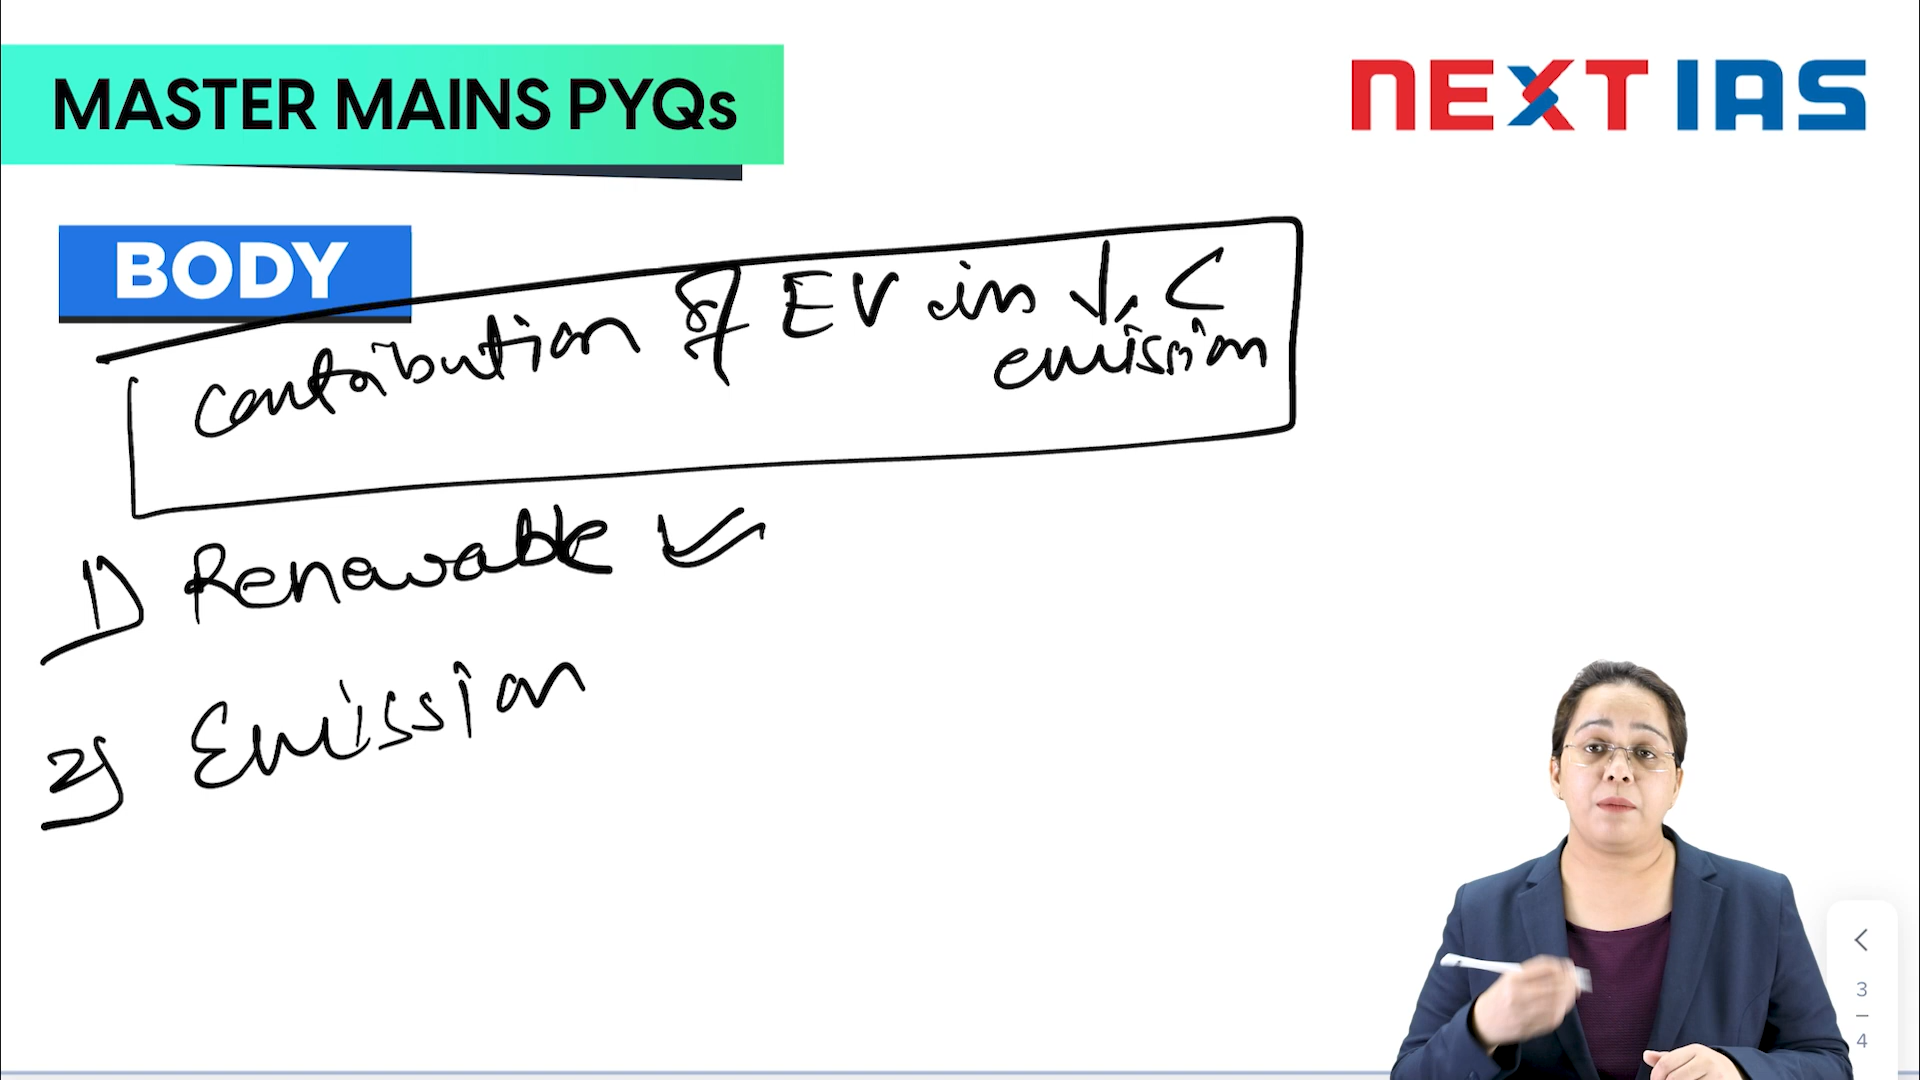 MASTER MAINS PYQs
NEXT IAS
BODY
contribution of EV in ↓ C
emission
1) Renewable
2) Emission
3
4